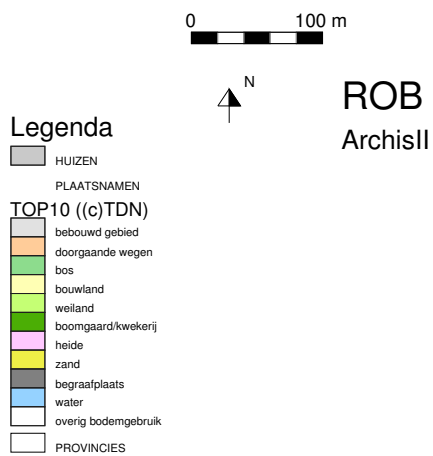 0 100 m
N
ROB
ArchisII
Legenda
HUIZEN
PLAATSNAMEN
TOP10 ((c)TDN)
bebouwd gebied
doorgaande wegen
bos
bouwland
weiland
boomgaard/kwekerij
heide
zand
begraafplaats
water
overig bodemgebruik
PROVINCIES